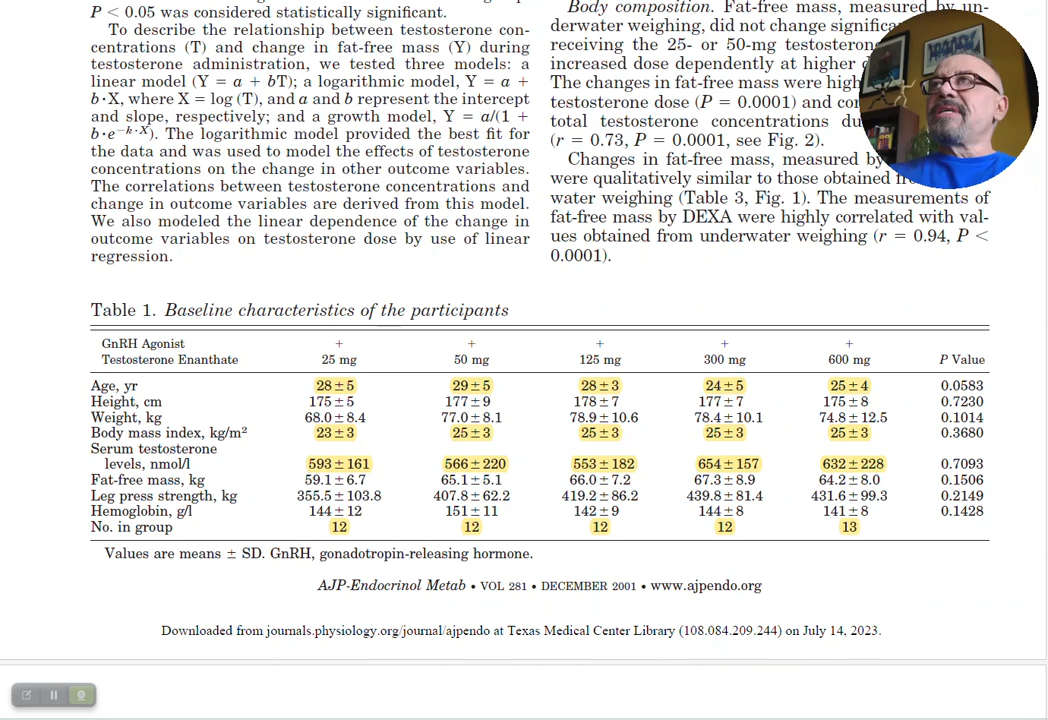 P < 0.05 was considered statistically significant.
To describe the relationship between testosterone con-
centrations (T) and change in fat-free mass (Y) during
testosterone administration, we tested three models: a
linear model (Y = a + bT); a logarithmic model, Y = a +
b·X, where X = log (T), and a and b represent the intercept
and slope, respectively; and a growth model, Y = a/(1 +
b·e−k·X). The logarithmic model provided the best fit for
the data and was used to model the effects of testosterone
concentrations on the change in other outcome variables.
The correlations between testosterone concentrations and
change in outcome variables are derived from this model.
We also modeled the linear dependence of the change in
outcome variables on testosterone dose by use of linear
regression.
Body composition. Fat-free mass, measured by un-
derwater weighing, did not change
receiving the 25- or 50-mg
increased dose dependently at higher
The changes in fat-free mass were
testosterone dose (P = 0.0001) and
total testosterone concentrations
(r = 0.73, P = 0.0001, see Fig. 2).
Changes in fat-free mass, measured by
were qualitatively similar to those obtained
water weighing (Table 3, Fig. 1). The measurements of
fat-free mass by DEXA were highly correlated with val-
ues obtained from underwater weighing (r = 0.94, P <
0.0001).
Table 1. Baseline characteristics of the participants
GnRH Agonist + + + + +
Testosterone Enanthate 25 mg 50 mg 125 mg 300 mg 600 mg P Value
Age, yr 28±5 29±5 28±3 24±5 25±4 0.0583
Height, cm 175±5 177±9 178±7 177±7 175±8 0.7230
Weight, kg 68.0±8.4 77.0±8.1 78.9±10.6 78.4±10.1 74.8±12.5 0.1014
Body mass index, kg/m2 23±3 25±3 25±3 25±3 25±3 0.3680
Serum testosterone
levels, nmol/l 593±161 566±220 553±182 654±157 632±228 0.7093
Fat-free mass, kg 59.1±6.7 65.1±5.1 66.0±7.2 67.3±8.9 64.2±8.0 0.1506
Leg press strength, kg 355.5±103.8 407.8±62.2 419.2±86.2 439.8±81.4 431.6±99.3 0.2149
Hemoglobin, g/l 144±12 151±11 142±9 144±8 141±8 0.1428
No. in group 12 12 12 12 13
Values are means ± SD. GnRH, gonadotropin-releasing hormone.
AJP-Endocrinol Metab • VOL 281 • DECEMBER 2001 • www.ajpendo.org
Downloaded from journals.physiology.org/journal/ajpendo at Texas Medical Center Library (108.084.209.244) on July 14, 2023.